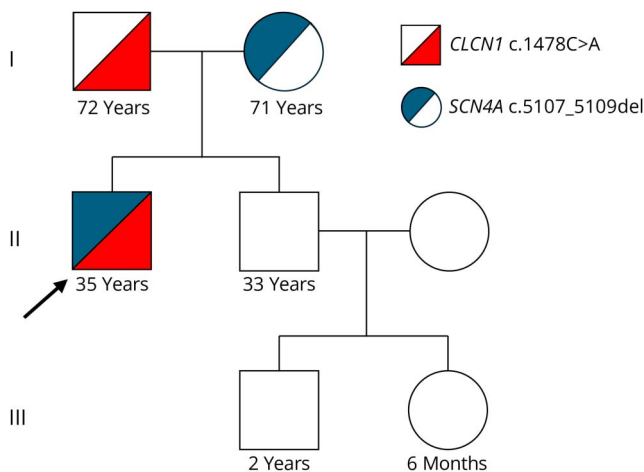 I
72 Years
71 Years
CLCN1 c.1478C>A
SCN4A c.5107_5109del
II
35 Years
33 Years
III
2 Years
6 Months